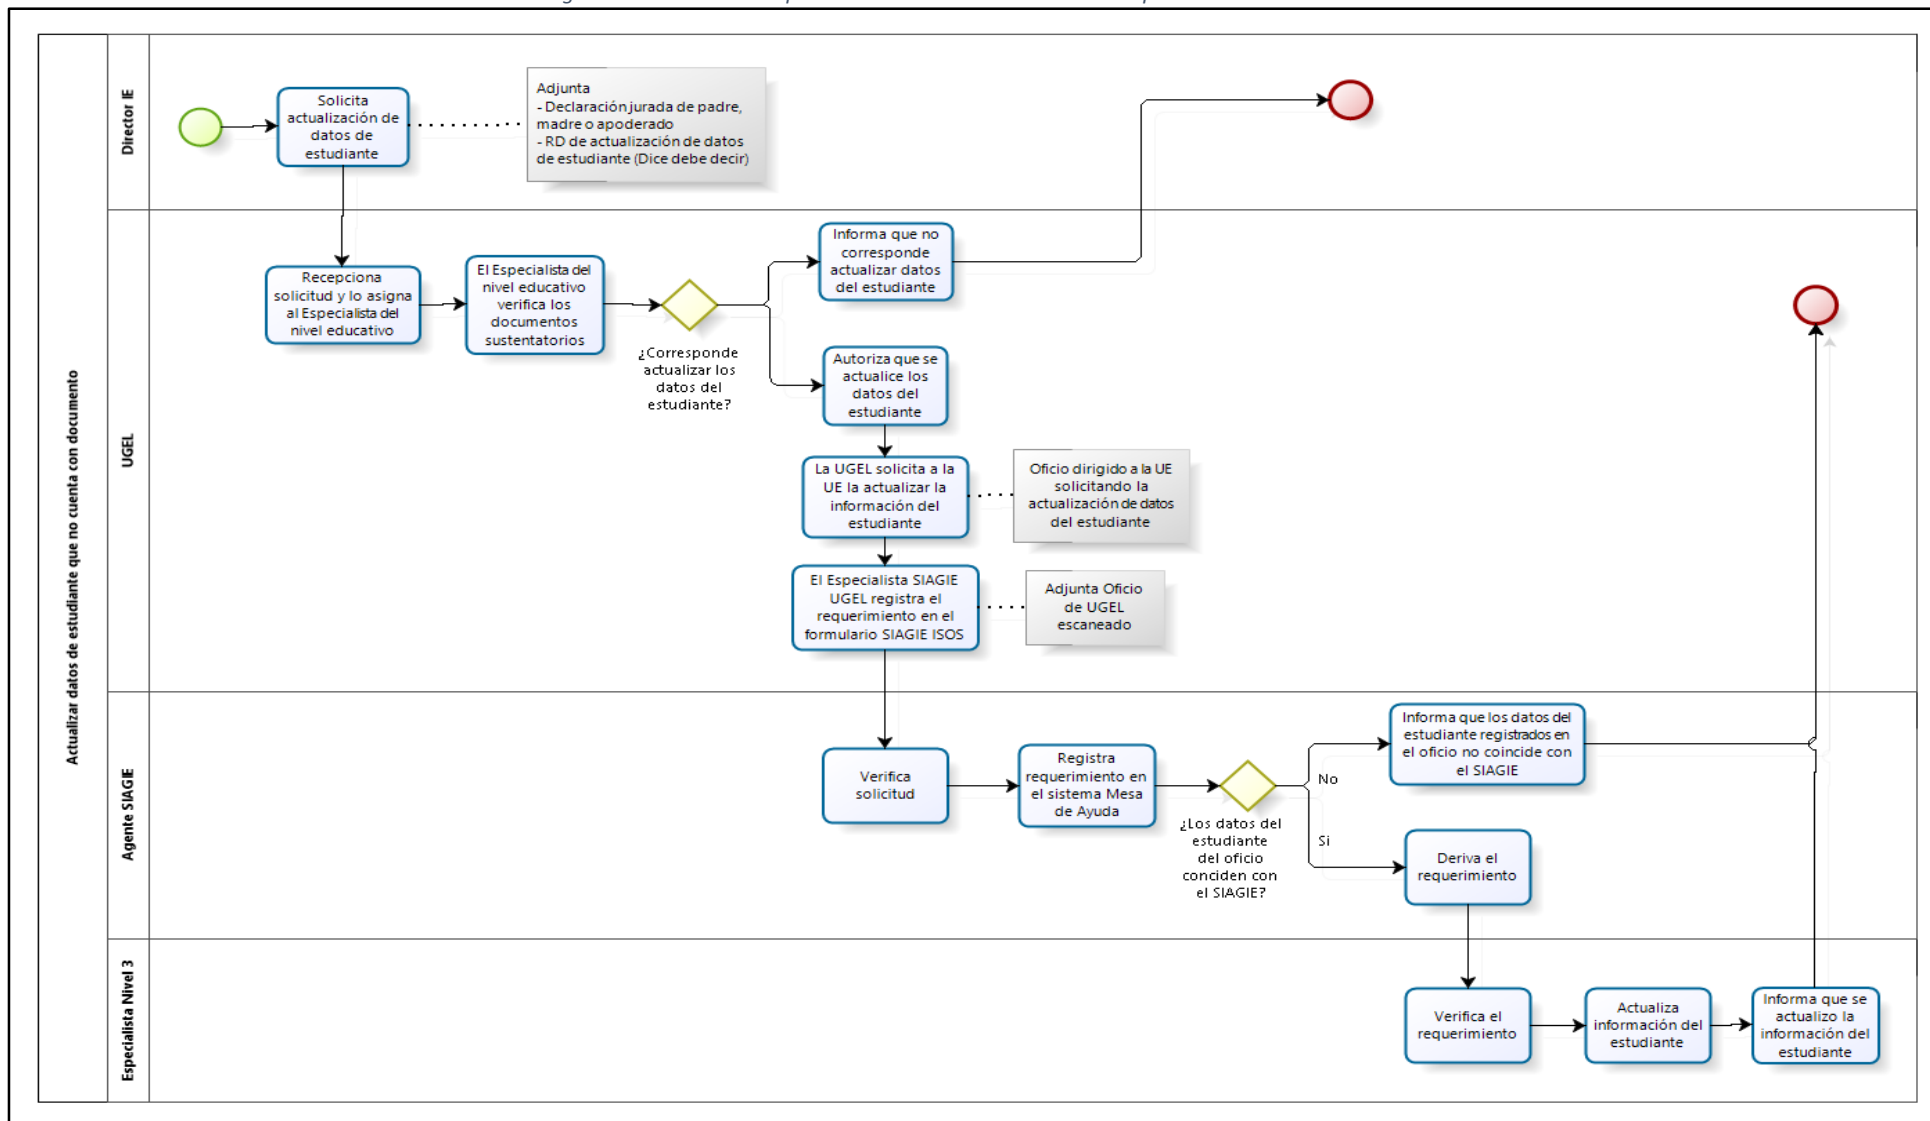 Actualizar datos de estudiante que no cuenta con documento
Director IE
Solicita
actualización de
datos de
estudiante
Adjunta
- Declaración jurada de padre,
madre o apoderado
- RD de actualización de datos
de estudiante (Dice debe decir)
UGEL
Recepciona
solicitud y lo asigna
al Especialista del
nivel educativo
El Especialista del
nivel educativo
verifica los
documentos
sustentatorios
¿Corresponde
actualizar los
datos del
estudiante?
Informa que no
corresponde
actualizar datos
del estudiante
Autoriza que se
actualice los
datos del
estudiante
La UGEL solicita a la
UE la actualizar la
información del
estudiante
Oficio dirigido a la UE
solicitando la
actualización de datos
del estudiante
El Especialista SIAGIE
UGEL registra el
requerimiento en el
formulario SIAGIE ISOS
Adjunta Oficio
de UGEL
escaneado
Agente SIAGIE
Verifica
solicitud
Registra
requerimiento en
el sistema Mesa
de Ayuda
¿Los datos del
estudiante
del oficio
conciden con
el SIAGIE?
No
Si
Informa que los datos del
estudiante registrados en
el oficio no coincide con
el SIAGIE
Deriva el
requerimiento
Especialista Nivel 3
Verifica el
requerimiento
Actualiza
información del
estudiante
Informa que se
actualizo la
información del
estudiante